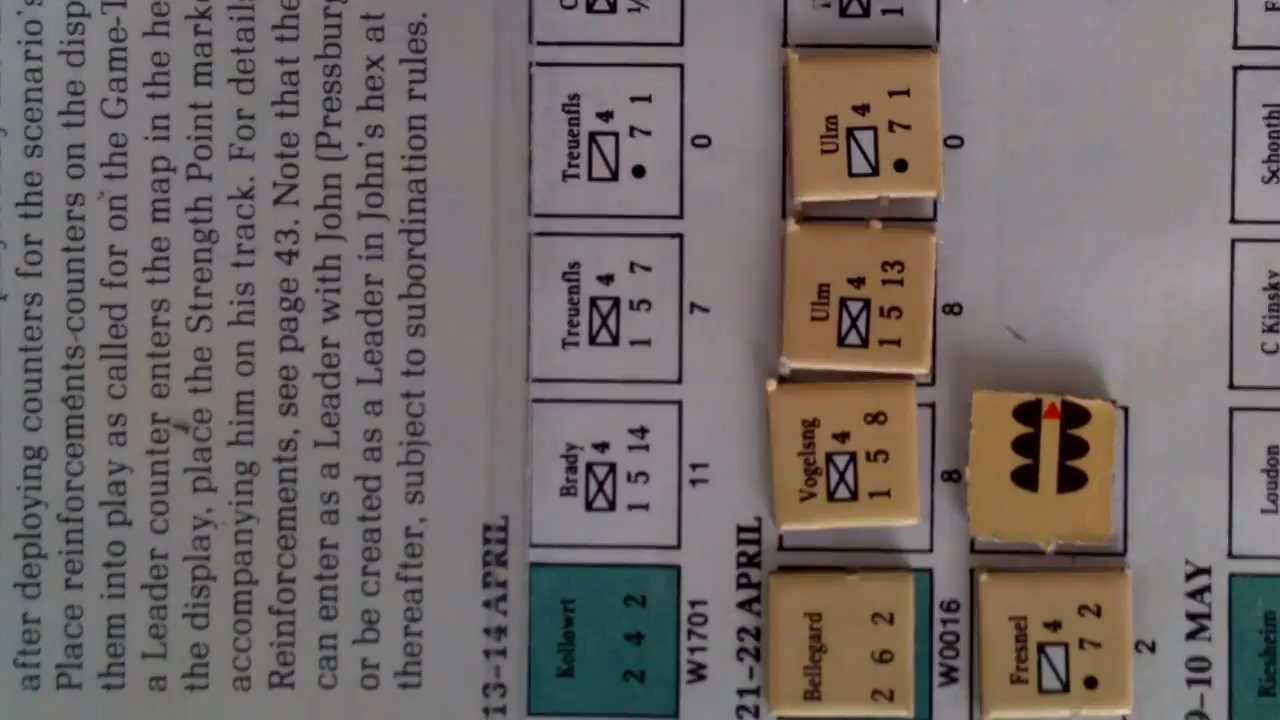 after deploying counters for the scenario's
Place reinforcements counters on the disp
them into play as called for on the Game-T
a Leader counter enters the map in the he
the display, place the Strength Point mark
accompanying him on his track. For detail
Reinforcements, see page 43. Note that the
can enter as a Leader with John (Pressburg
or be created as a Leader in John's hex at
thereafter, subject to subordination rules.
13–14 APRIL
Kollowrt
2 4 2
W1701
Brady
4
1 5 14
11
Treuenfls
4
1 5 7
7
Treuenfls
4
• 7 1
0
21–22 APRIL
Bellegard
2 6 2
W0016
Vogelsng
4
1 5 8
8
Ulm
4
1 5 13
8
Ulm
4
• 7 1
0
Fresnel
4
• 7 2
2
–10 MAY
Riesheim
Loudon
C Kinsky
Schonthl